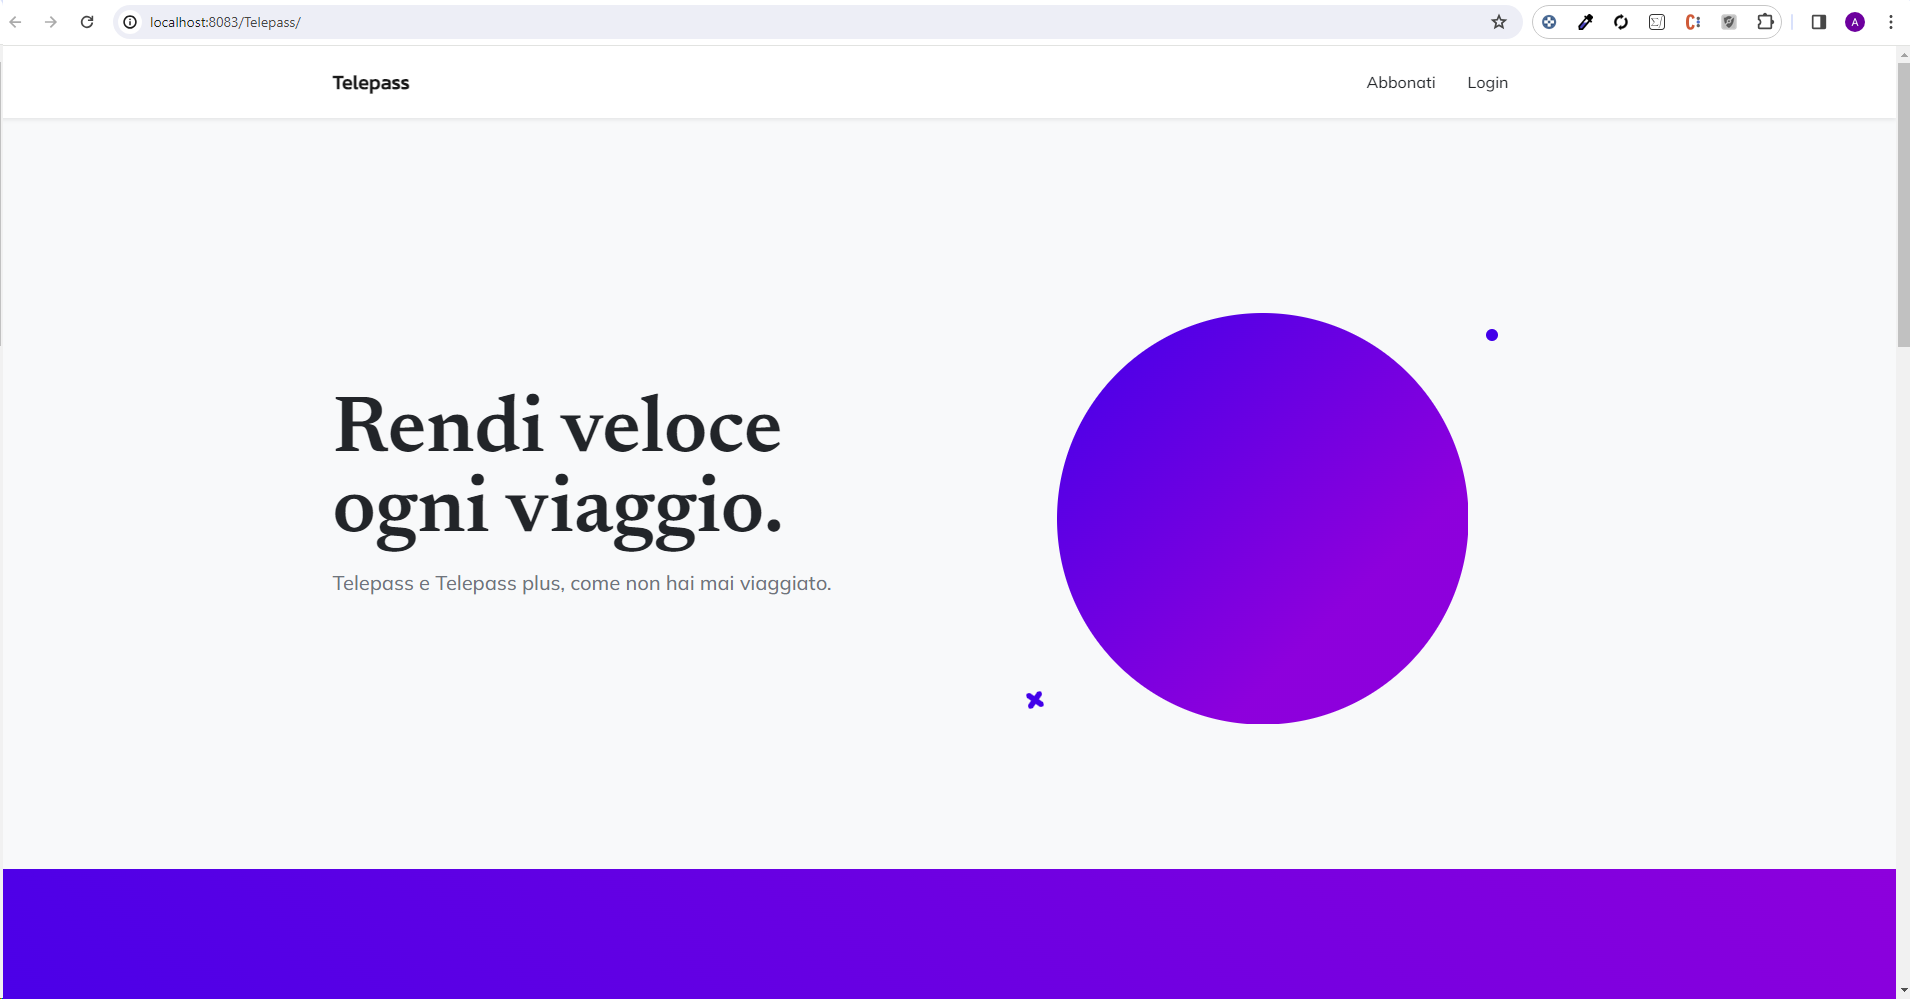 localhost:8083/Telepass/
A
Telepass
Abbonati
Login
Rendi veloce
ogni viaggio.
Telepass e Telepass plus, come non hai mai viaggiato.